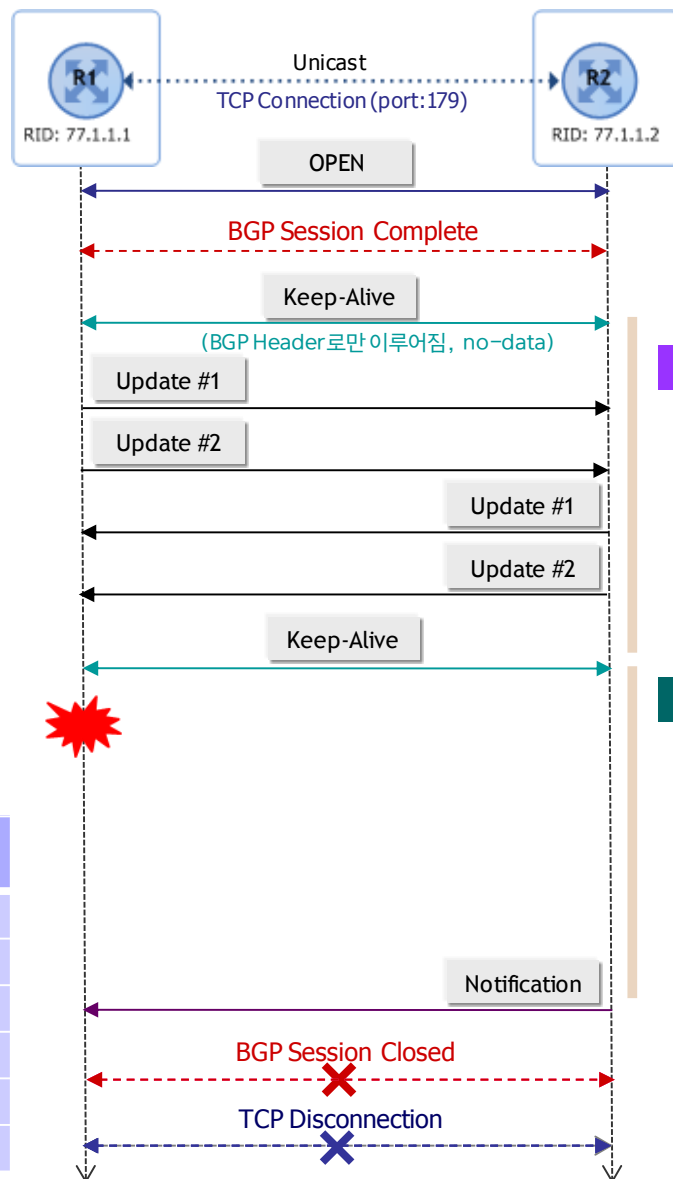 R1
Unicast
R2
TCP Connection (port:179)
RID: 77.1.1.1
RID: 77.1.1.2
OPEN
BGP Session Complete
Keep-Alive
(BGP Header로만 이루어짐, no-data)
Update #1
Update #2
Update #1
Update #2
Keep-Alive
Notification
BGP Session Closed
TCP Disconnection